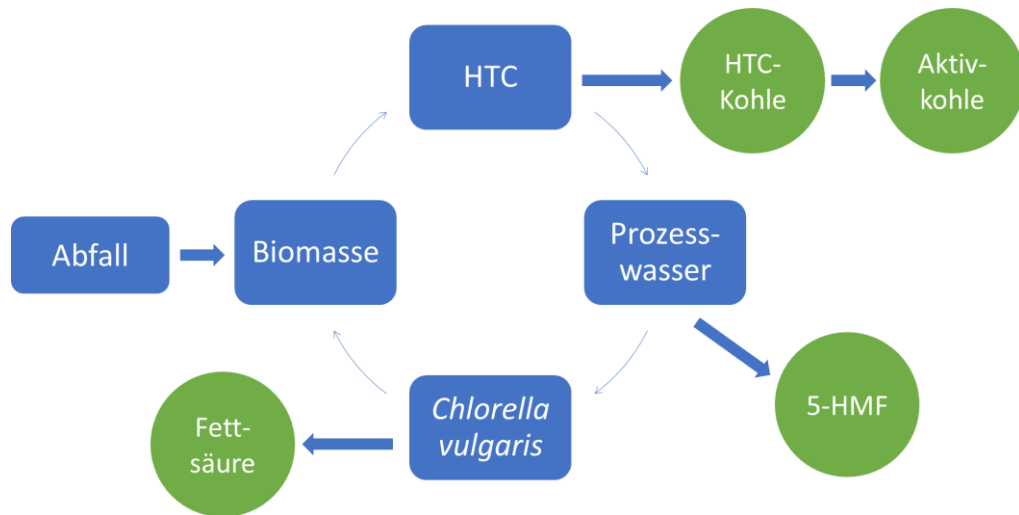 HTC
HTC-
Kohle
Aktiv-
kohle
Abfall
Biomasse
Prozess-
wasser
Chlorella
vulgaris
Fett-
säure
5-HMF